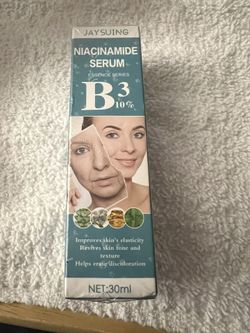 JAYSUING
NIACINAMIDE
SERUM
ESSENCE SERIES
B3
10%
Improves skin's elasticity
Revives skin tone and
texture
Helps erase discoloration
NET:30ml